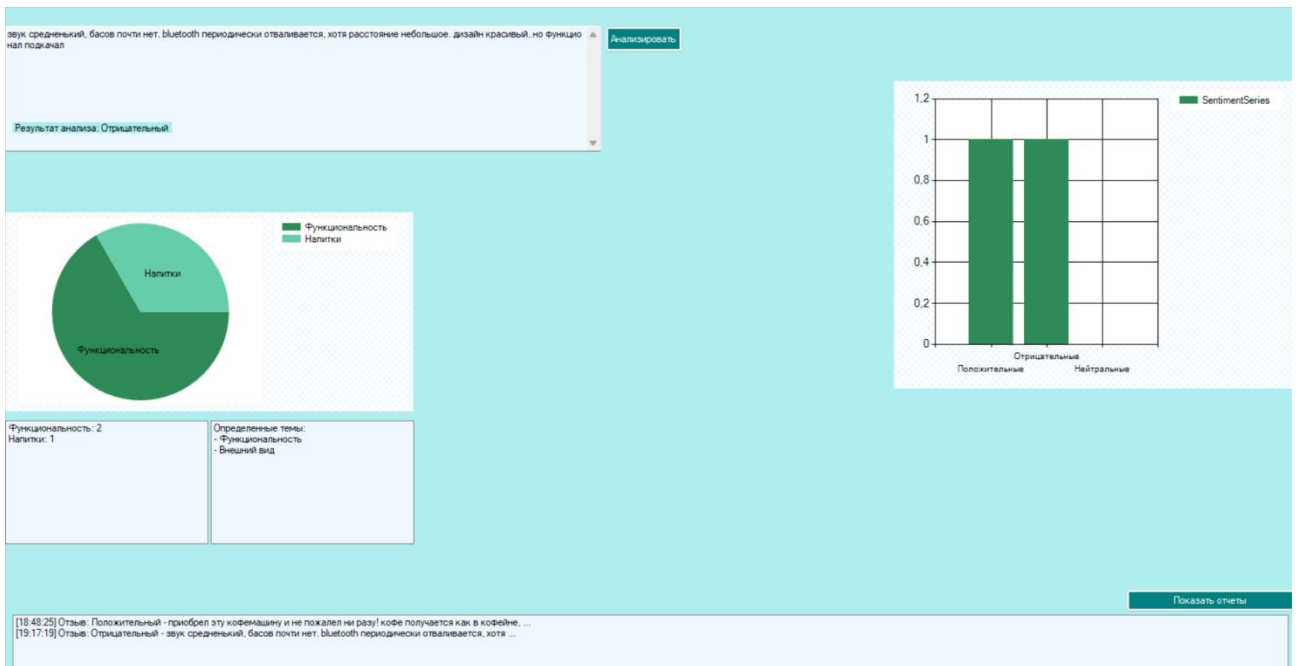 звук средненький, басов почти нет. bluetooth периодически отваливается, хотя расстояние небольшое. дизайн красивый, но функцио
нал подкачал
Анализировать
Результат анализа: Отрицательный
1,2
1
0,8
0,6
0,4
0,2
0
Отрицательные
Положительные
Нейтральные
SentimentSeries
Функциональность
Напитки
Напитки
Функциональность
Функциональность: 2
Напитки: 1
Определенные темы:
- Функциональность
- Внешний вид
Показать отчеты
[18:48:25] Отзыв: Положительный - приобрел эту кофемашину и не пожалел ни разу! кофе получается как в кофейне, ...
[19:17:19] Отзыв: Отрицательный - звук средненький, басов почти нет. bluetooth периодически отваливается, хотя ...